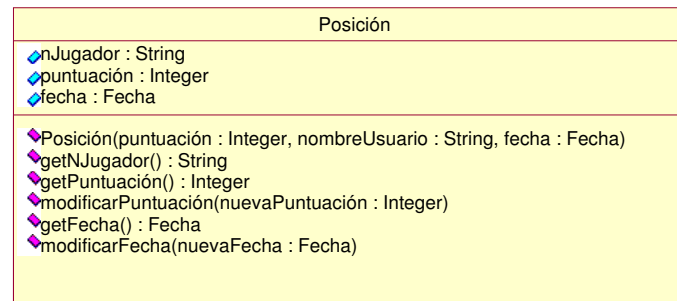 Posición
nJugador : String
puntuación : Integer
fecha : Fecha
Posición(puntuación : Integer, nombreUsuario : String, fecha : Fecha)
getNJugador() : String
getPuntuación() : Integer
modificarPuntuación(nuevaPuntuación : Integer)
getFecha() : Fecha
modificarFecha(nuevaFecha : Fecha)